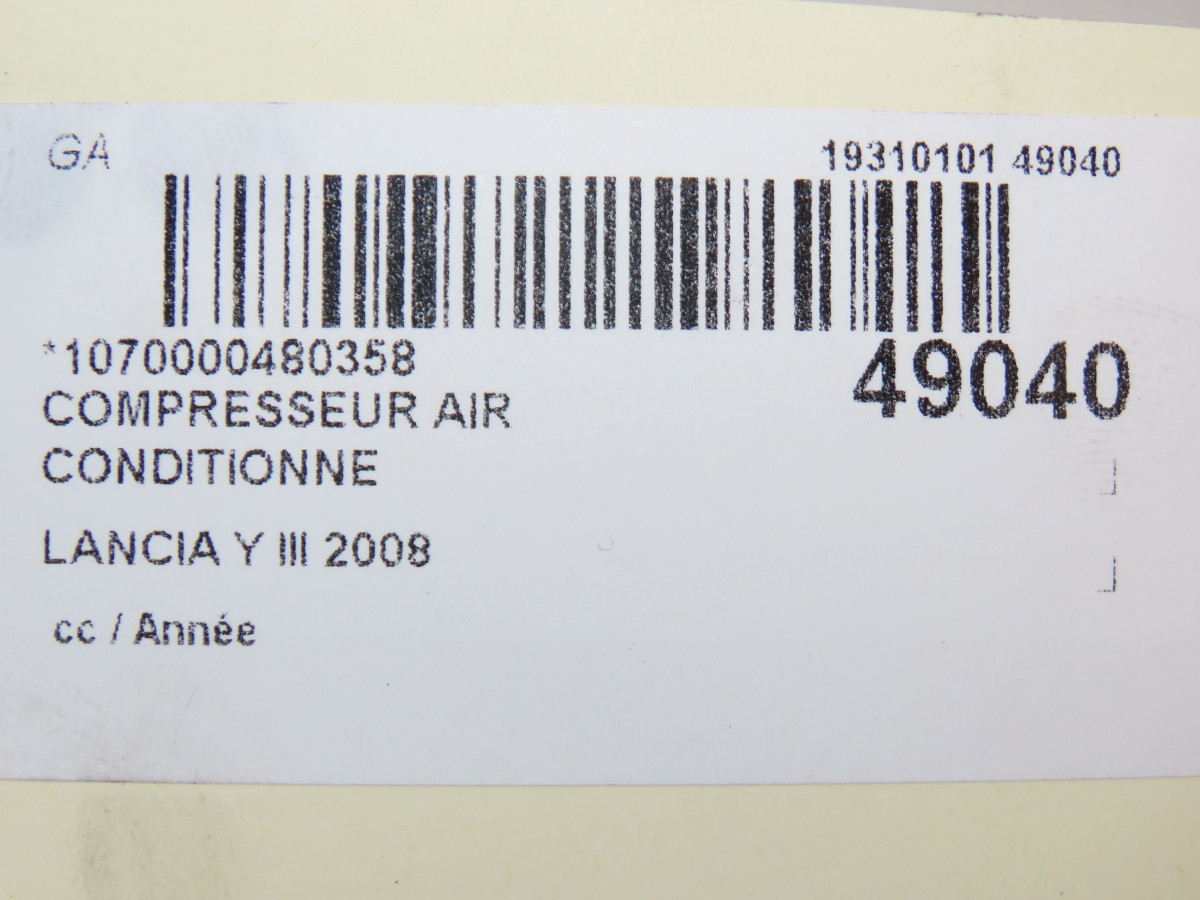 GA
19310101 49040
*1070000480358
49040
COMPRESSEUR AIR
CONDITIONNE
LANCIA Y III 2008
cc / Année